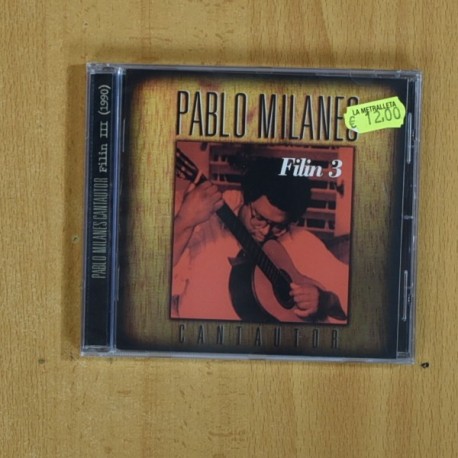 PABLO MILANES CANTAUTOR Filin III (1990)
PABLO MILANES
LA METRALLETA
€ 12,00
Filin 3
CANTAUTOR